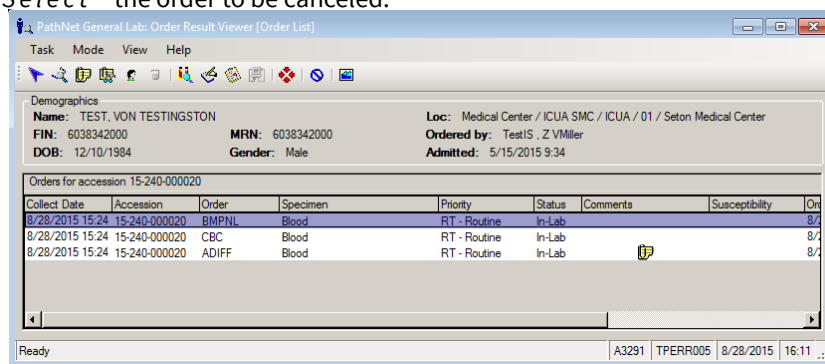 Select the order to be canceled.
PathNet General Lab: Order Result Viewer [Order List]
Task Mode View Help
Demographics
Name: TEST, VON TESTINGSTON Loc: Medical Center / ICUA SMC / ICUA / 01 / Seton Medical Center
FIN: 6038342000 MRN: 6038342000 Ordered by: TestIS , Z VMiller
DOB: 12/10/1984 Gender: Male Admitted: 5/15/2015 9:34
Orders for accession 15-240-000020
Collect Date Accession Order Specimen Priority Status Comments Susceptibility
8/28/2015 15:24 15-240-000020 BMPNL Blood RT - Routine In-Lab
8/28/2015 15:24 15-240-000020 CBC Blood RT - Routine In-Lab
8/28/2015 15:24 15-240-000020 ADIFF Blood RT - Routine In-Lab
Ready A3291 TPERR005 8/28/2015 16:11